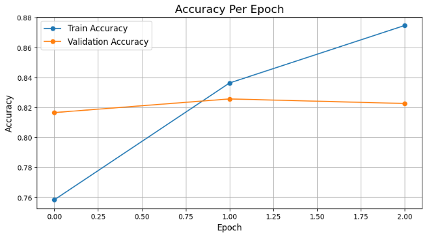 Accuracy Per Epoch
Train Accuracy
Validation Accuracy
Accuracy
0.88
0.86
0.84
0.82
0.80
0.78
0.76
0.00 0.25 0.50 0.75 1.00 1.25 1.50 1.75 2.00
Epoch